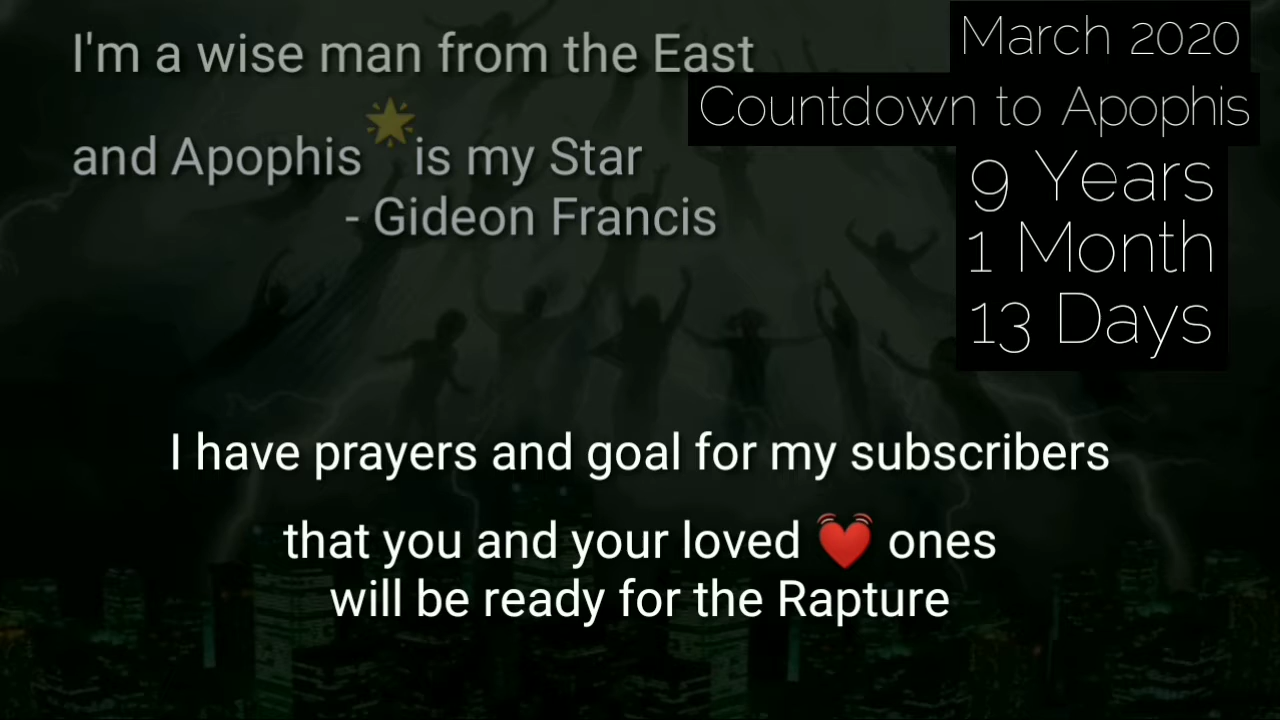 I'm a wise man from the East
and Apophis🌟is my Star
- Gideon Francis
March 2020
Countdown to Apophis
9 Years
1 Month
13 Days
I have prayers and goal for my subscribers
that you and your loved 💓 ones
will be ready for the Rapture